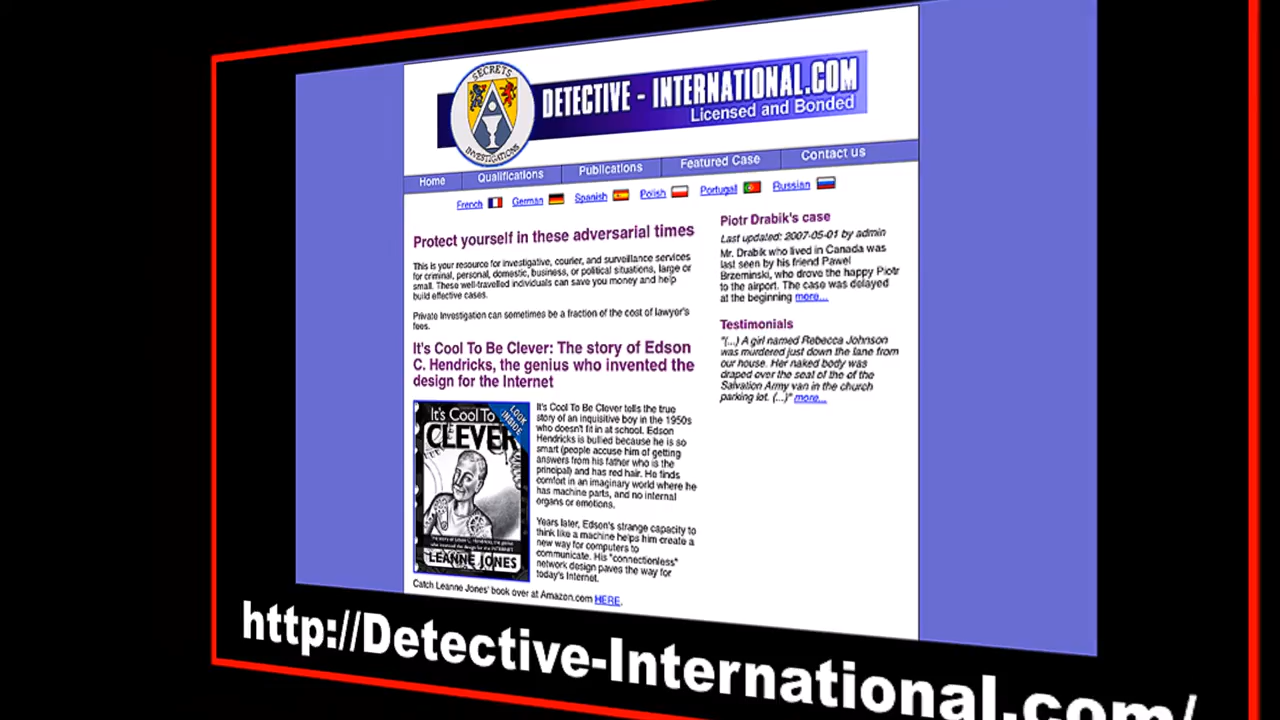 SECRETS
INVESTIGATIONS
DETECTIVE - INTERNATIONAL.COM
Licensed and Bonded
Home Qualifications Publications Featured Case Contact us
French German Spanish Polish Portugal Russian
Protect yourself in these adversarial times
This is your resource for investigative, courier, and surveillance services
for criminal, personal, domestic, business, or political situations, large or
small. These well-travelled individuals can save you money and help
build effective cases.
Private Investigation can sometimes be a fraction of the cost of lawyer's
fees.
It's Cool To Be Clever: The story of Edson
C. Hendricks, the genius who invented the
design for the Internet
It's Cool To
CLEVER
LOOK
INSIDE
LEANNE JONES
It's Cool To Be Clever tells the true
story of an inquisitive boy in the 1950s
who doesn't fit in at school. Edson
Hendricks is bullied because he is so
smart (people accuse him of getting
answers from his father who is the
principal) and has red hair. He finds
comfort in an imaginary world where he
has machine parts, and no internal
organs or emotions.
Years later, Edson's strange capacity to
think like a machine helps him create a
new way for computers to
communicate. His "connectionless"
network design paves the way for
today's Internet.
Catch Leanne Jones' book over at Amazon.com HERE.
Piotr Drabik's case
Last updated: 2007-05-01 by admin
Mr. Drabik who lived in Canada was
last seen by his friend Pawel
Brzeminski, who drove the happy Piotr
to the airport. The case was delayed
at the beginning more...
Testimonials
"(...) A girl named Rebecca Johnson
was murdered just down the lane from
our house. Her naked body was
draped over the seat of the of the
Salvation Army van in the church
parking lot. (...)" more...
http://Detective-International.com/